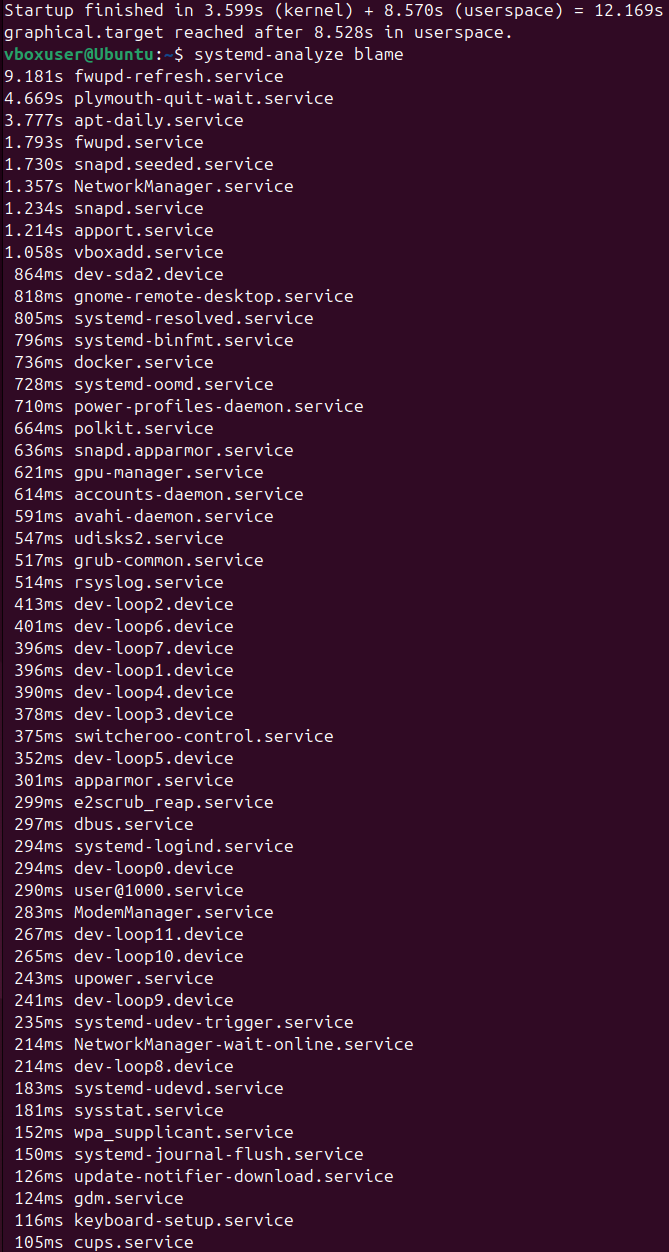 Startup finished in 3.599s (kernel) + 8.570s (userspace) = 12.169s
graphical.target reached after 8.528s in userspace.
vboxuser@Ubuntu:~$ systemd-analyze blame
9.181s fwupd-refresh.service
4.669s plymouth-quit-wait.service
3.777s apt-daily.service
1.793s fwupd.service
1.730s snapd.seeded.service
1.357s NetworkManager.service
1.234s snapd.service
1.214s apport.service
1.058s vboxadd.service
864ms dev-sda2.device
818ms gnome-remote-desktop.service
805ms systemd-resolved.service
796ms systemd-binfmt.service
736ms docker.service
728ms systemd-oomd.service
710ms power-profiles-daemon.service
664ms polkit.service
636ms snapd.apparmor.service
621ms gpu-manager.service
614ms accounts-daemon.service
591ms avahi-daemon.service
547ms udisks2.service
517ms grub-common.service
514ms rsyslog.service
413ms dev-loop2.device
401ms dev-loop6.device
396ms dev-loop7.device
396ms dev-loop1.device
390ms dev-loop4.device
378ms dev-loop3.device
375ms switcheroo-control.service
352ms dev-loop5.device
301ms apparmor.service
299ms e2scrub_reap.service
297ms dbus.service
294ms systemd-logind.service
294ms dev-loop0.device
290ms user@1000.service
283ms ModemManager.service
267ms dev-loop11.device
265ms dev-loop10.device
243ms upower.service
241ms dev-loop9.device
235ms systemd-udev-trigger.service
214ms NetworkManager-wait-online.service
214ms dev-loop8.device
183ms systemd-udevd.service
181ms sysstat.service
152ms wpa_supplicant.service
150ms systemd-journal-flush.service
126ms update-notifier-download.service
124ms gdm.service
116ms keyboard-setup.service
105ms cups.service